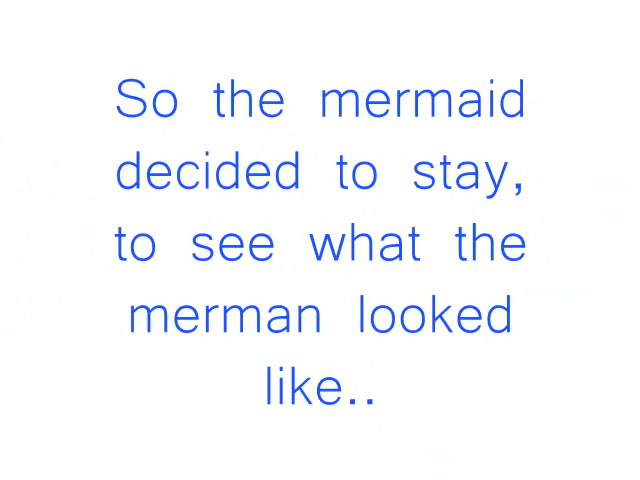 So the mermaid
decided to stay,
to see what the
merman looked
like..